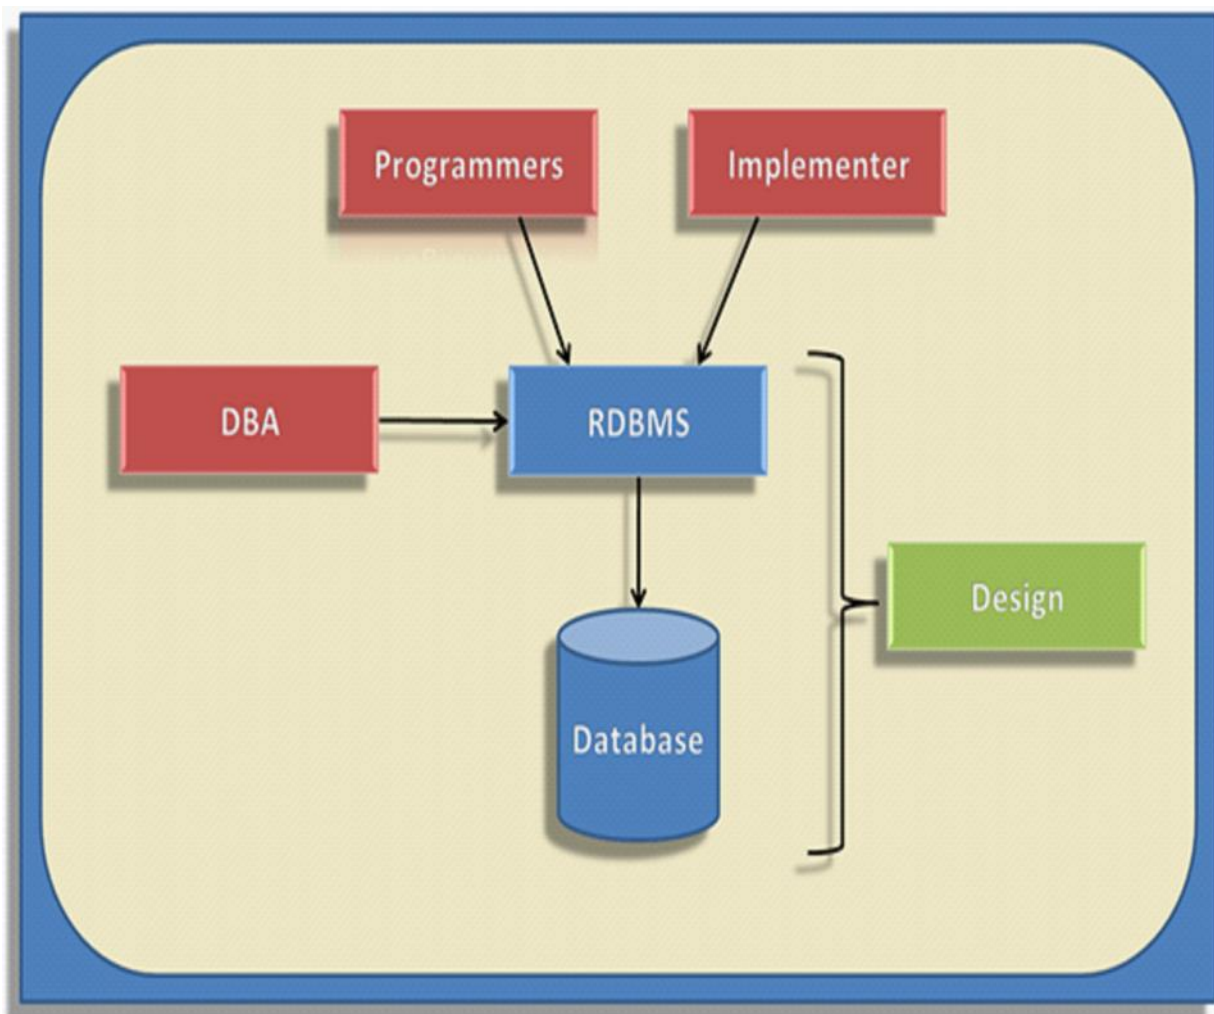 Programmers
Implementer
DBA
RDBMS
Design
Database